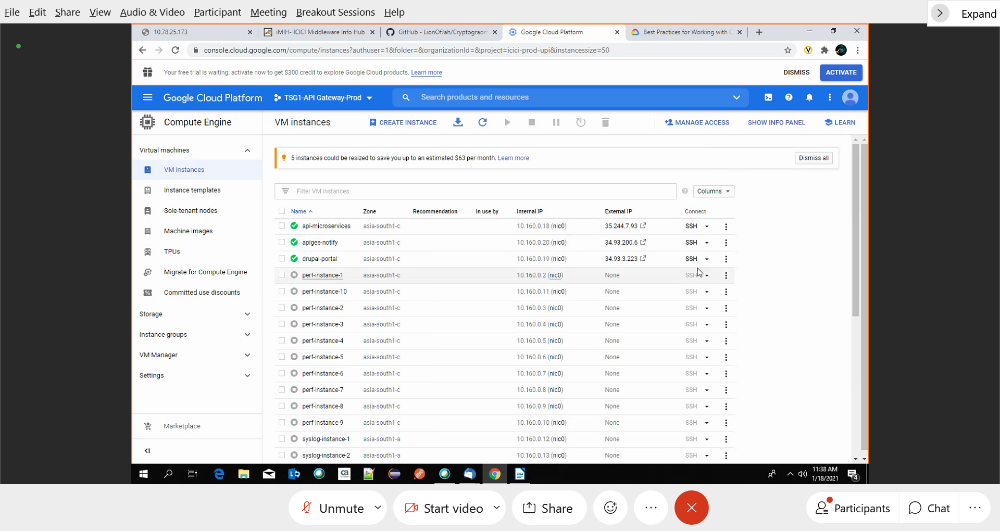 File Edit Share View Audio & Video Participant Meeting Breakout Sessions Help
Expand
10.78.25.173
iMIH- ICICI Middleware Info Hub
GitHub - LionOfJah/Cryptograom
Google Cloud Platform
Best Practices for Working with C
console.cloud.google.com/compute/instances?authuser=1&folder=&organizationId=&project=icici-prod-upi&instancessize=50
Your free trial is waiting: activate now to get $300 credit to explore Google Cloud products. Learn more
DISMISS
ACTIVATE
Google Cloud Platform
TSG1-API Gateway-Prod
Search products and resources
Compute Engine
VM instances
CREATE INSTANCE
MANAGE ACCESS
SHOW INFO PANEL
LEARN
Virtual machines
VM instances
Instance templates
Sole-tenant nodes
Machine images
TPUs
Migrate for Compute Engine
Committed use discounts
Storage
Instance groups
VM Manager
Settings
Marketplace
5 instances could be resized to save you up to an estimated $63 per month. Learn more
Dismiss all
Filter VM instances
Columns
Name Zone Recommendation In use by Internal IP External IP Connect
api-microservices asia-south1-c 10.160.0.18 (nic0) 35.244.7.93 SSH
apigee-notify asia-south1-c 10.160.0.20 (nic0) 34.93.200.6 SSH
drupal-portal asia-south1-c 10.160.0.19 (nic0) 34.93.3.223 SSH
perf-instance-1 asia-south1-c 10.160.0.2 (nic0) None SSH
perf-instance-10 asia-south1-c 10.160.0.11 (nic0) None SSH
perf-instance-2 asia-south1-c 10.160.0.3 (nic0) None SSH
perf-instance-3 asia-south1-c 10.160.0.4 (nic0) None SSH
perf-instance-4 asia-south1-c 10.160.0.5 (nic0) None SSH
perf-instance-5 asia-south1-c 10.160.0.6 (nic0) None SSH
perf-instance-6 asia-south1-c 10.160.0.7 (nic0) None SSH
perf-instance-7 asia-south1-c 10.160.0.8 (nic0) None SSH
perf-instance-8 asia-south1-c 10.160.0.9 (nic0) None SSH
perf-instance-9 asia-south1-c 10.160.0.10 (nic0) None SSH
syslog-instance-1 asia-south1-a 10.160.0.12 (nic0) None SSH
syslog-instance-2 asia-south1-a 10.160.0.13 (nic0) None SSH
ca
11:38 AM
1/18/2021
4
Unmute
Start video
Share
Participants
Chat